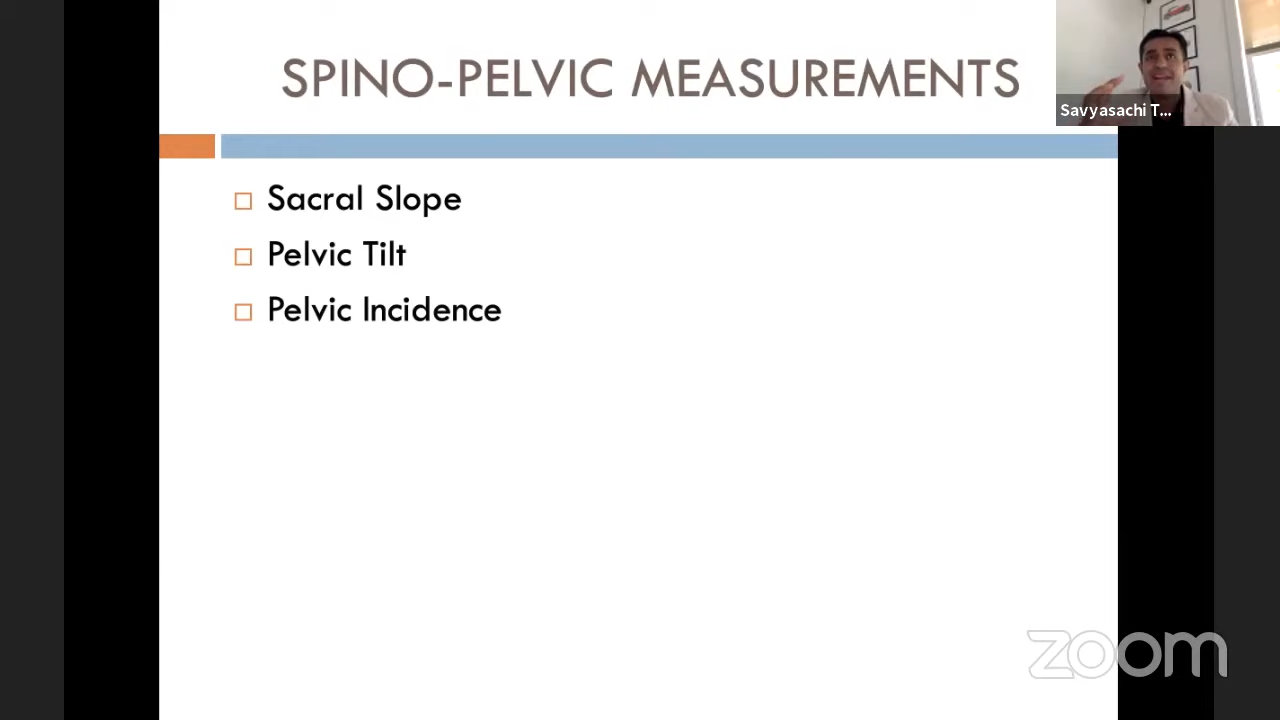 SPINO-PELVIC MEASUREMENTS
Savyasachi T...
Sacral Slope
Pelvic Tilt
Pelvic Incidence
zoom